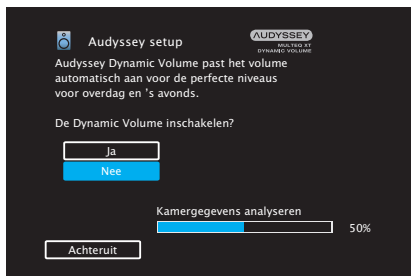 Audyssey setup
AUDYSSEY
MULTEQ XT
DYNAMIC VOLUME
Audyssey Dynamic Volume past het volume
automatisch aan voor de perfecte niveaus
voor overdag en 's avonds.
De Dynamic Volume inschakelen?
Ja
Nee
Kamergegevens analyseren
50%
Achteruit